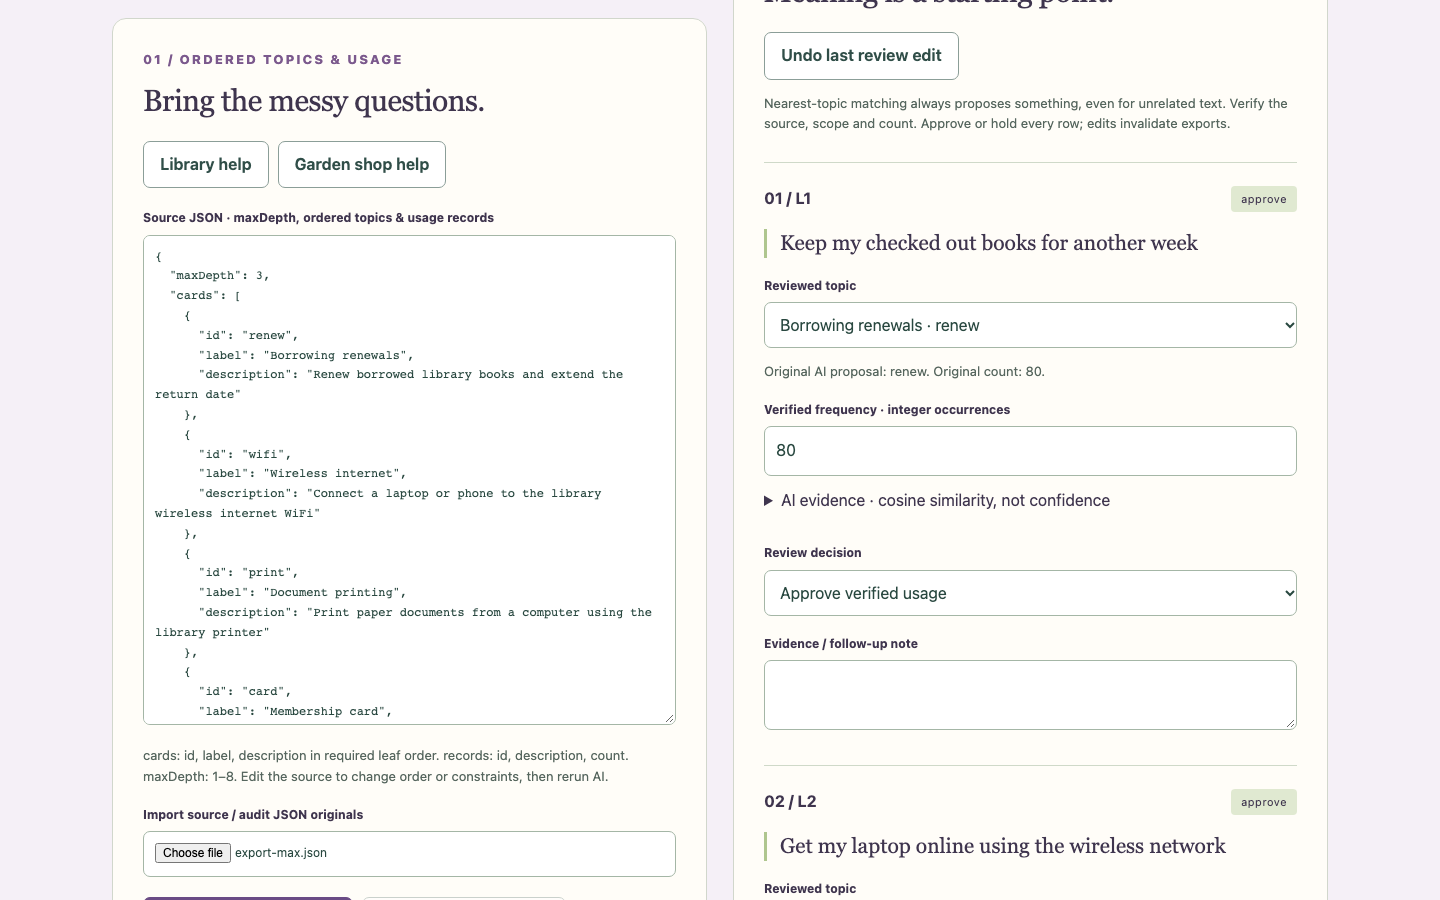 01 / ORDERED TOPICS & USAGE
Bring the messy questions.
Library help
Garden shop help
Source JSON · maxDepth, ordered topics & usage records
{
"maxDepth": 3,
"cards": [
{
"id": "renew",
"label": "Borrowing renewals",
"description": "Renew borrowed library books and extend the
return date"
},
{
"id": "wifi",
"label": "Wireless internet",
"description": "Connect a laptop or phone to the library
wireless internet WiFi"
},
{
"id": "print",
"label": "Document printing",
"description": "Print paper documents from a computer using the
library printer"
},
{
"id": "card",
"label": "Membership card",
cards: id, label, description in required leaf order. records: id, description, count.
maxDepth: 1–8. Edit the source to change order or constraints, then rerun AI.
Import source / audit JSON originals
Choose file export-max.json
Meaning is a starting point.
Undo last review edit
Nearest-topic matching always proposes something, even for unrelated text. Verify the
source, scope and count. Approve or hold every row; edits invalidate exports.
01 / L1
approve
Keep my checked out books for another week
Reviewed topic
Borrowing renewals · renew
Original AI proposal: renew. Original count: 80.
Verified frequency · integer occurrences
80
AI evidence · cosine similarity, not confidence
Review decision
Approve verified usage
Evidence / follow-up note
02 / L2
approve
Get my laptop online using the wireless network
Reviewed topic